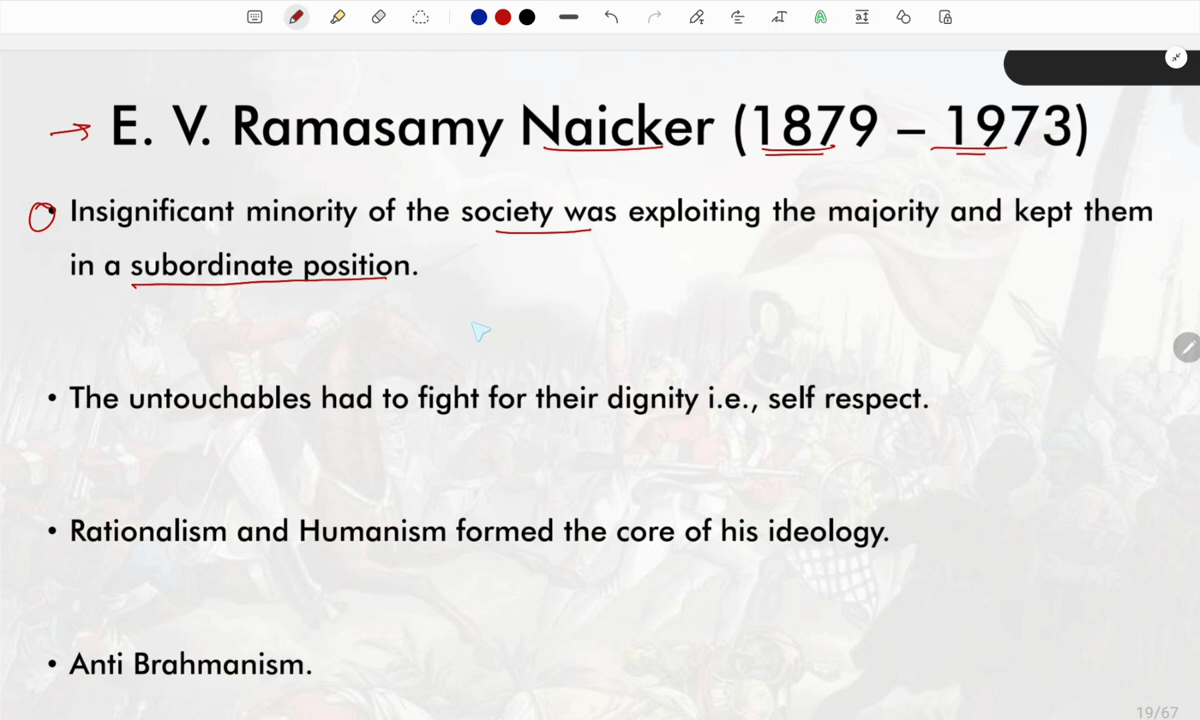 E. V. Ramasamy Naicker (1879 – 1973)
• Insignificant minority of the society was exploiting the majority and kept them
in a subordinate position.
• The untouchables had to fight for their dignity i.e., self respect.
• Rationalism and Humanism formed the core of his ideology.
• Anti Brahmanism.
19/67